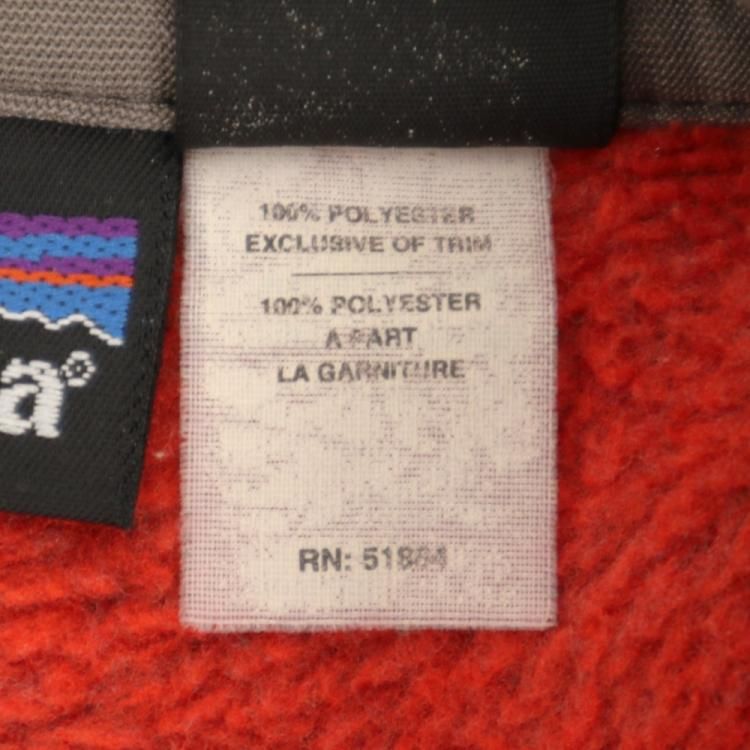 100% POLYESTER
EXCLUSIVE OF TRIM
100% POLYESTER
A PART
LA GARNITURE
RN: 51884
a®